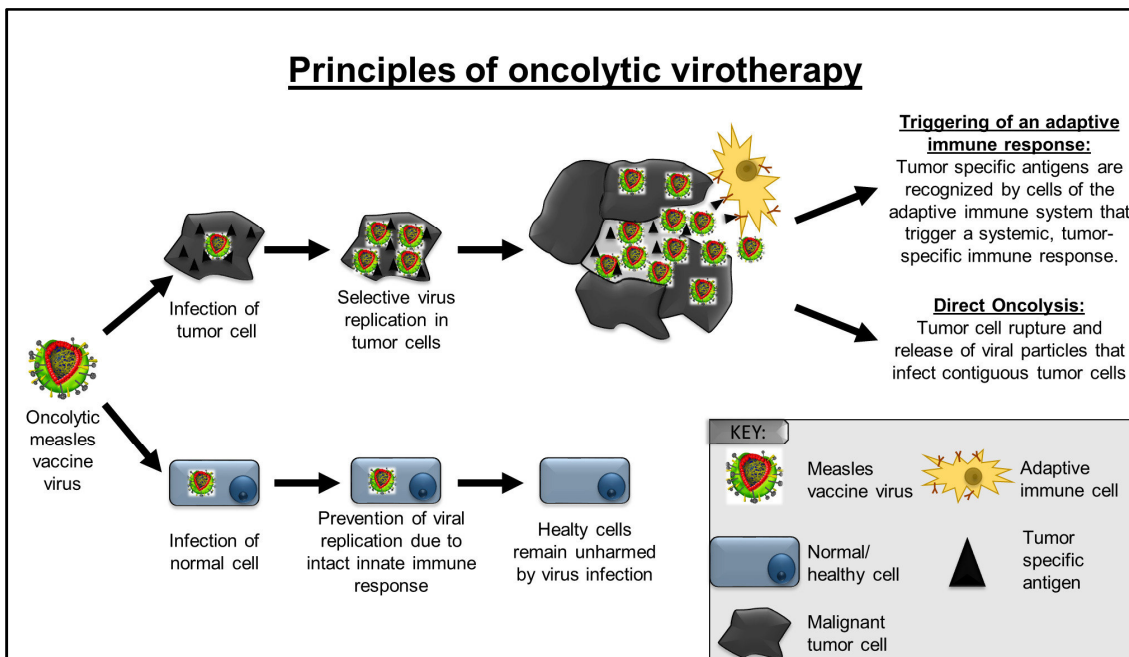 Principles of oncolytic virotherapy
Infection of
tumor cell
Selective virus
replication in
tumor cells
Triggering of an adaptive
immune response:
Tumor specific antigens are
recognized by cells of the
adaptive immune system that
trigger a systemic, tumor-
specific immune response.
Direct Oncolysis:
Tumor cell rupture and
release of viral particles that
infect contiguous tumor cells
Oncolytic
measles
vaccine
virus
Infection of
normal cell
Prevention of viral
replication due to
intact innate immune
response
Healty cells
remain unharmed
by virus infection
KEY:
Measles
vaccine virus
Adaptive
immune cell
Normal/
healthy cell
Tumor
specific
antigen
Malignant
tumor cell